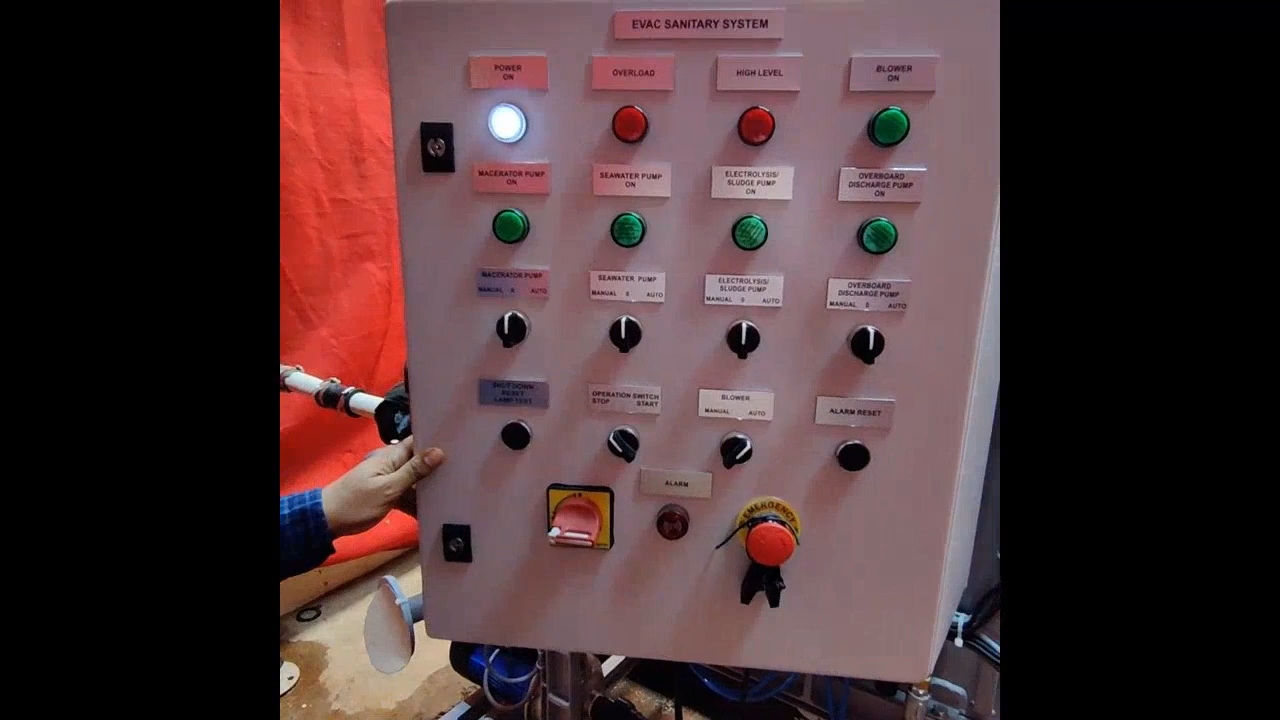 EVAC SANITARY SYSTEM
POWER
ON
OVERLOAD
HIGH LEVEL
BLOWER
ON
MACERATOR PUMP
ON
SEAWATER PUMP
ON
ELECTROLYSIS/
SLUDGE PUMP
ON
OVERBOARD
DISCHARGE PUMP
ON
MACERATOR PUMP
MANUAL 0 AUTO
SEAWATER PUMP
MANUAL 0 AUTO
ELECTROLYSIS/
SLUDGE PUMP
MANUAL 0 AUTO
OVERBOARD
DISCHARGE PUMP
MANUAL 0 AUTO
SHUT DOWN
RESET
LAMP TEST
OPERATION SWITCH
STOP START
BLOWER
MANUAL AUTO
ALARM RESET
ALARM
EMERGENCY